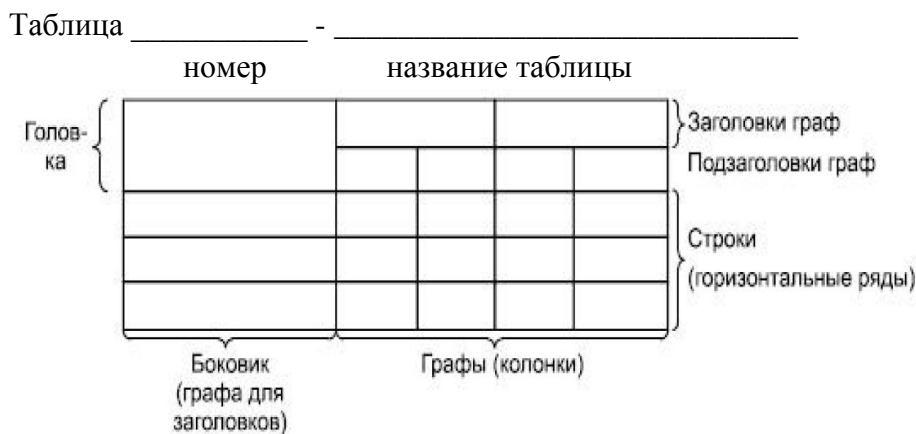 Таблица ___________ - _____________________________
номер название таблицы
Голов-
ка
Заголовки граф
Подзаголовки граф
Строки
(горизонтальные ряды)
Боковик
(графа для
заголовков)
Графы (колонки)